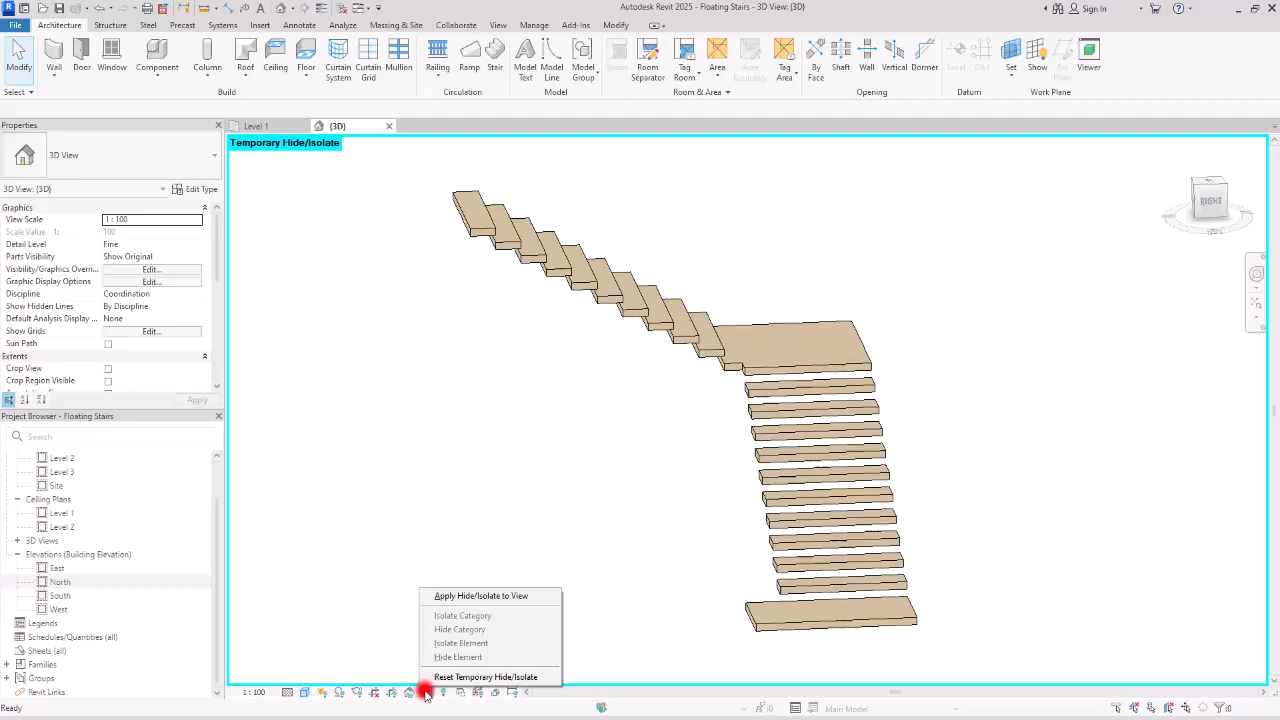 Autodesk Revit 2025 - Floating Stairs - 3D View: {3D}
Sign In
File Architecture Structure Steel Precast Systems Insert Annotate Analyze Massing & Site Collaborate View Manage Add-Ins Modify
Modify Wall Door Window Component Column Roof Ceiling Floor Curtain System Curtain Grid Mullion Railing Ramp Stair Model Text Model Line Model Group Room Separator Tag Room Area Area Boundary Tag Area By Face Shaft Wall Vertical Dormer Level Grid Set Show Ref Plane Viewer
Select Build Circulation Model Room & Area Opening Datum Work Plane
Properties
Level 1
{3D}
Temporary Hide/Isolate
3D View
3D View: {3D}
Edit Type
Graphics
View Scale 1 : 100
Scale Value 1: 100
Detail Level Fine
Parts Visibility Show Original
Visibility/Graphics Overri... Edit...
Graphic Display Options Edit...
Discipline Coordination
Show Hidden Lines By Discipline
Default Analysis Display ... None
Show Grids Edit...
Sun Path
Extents
Crop View
Crop Region Visible
Apply
RIGHT
Project Browser - Floating Stairs
Search
Level 2
Level 3
Site
Ceiling Plans
Level 1
Level 2
3D Views
Elevations (Building Elevation)
East
North
South
West
Legends
Schedules/Quantities (all)
Sheets (all)
Families
Groups
Revit Links
Apply Hide/Isolate to View
Isolate Category
Hide Category
Isolate Element
Hide Element
Reset Temporary Hide/Isolate
1 : 100
Ready
:0
Main Model
:0